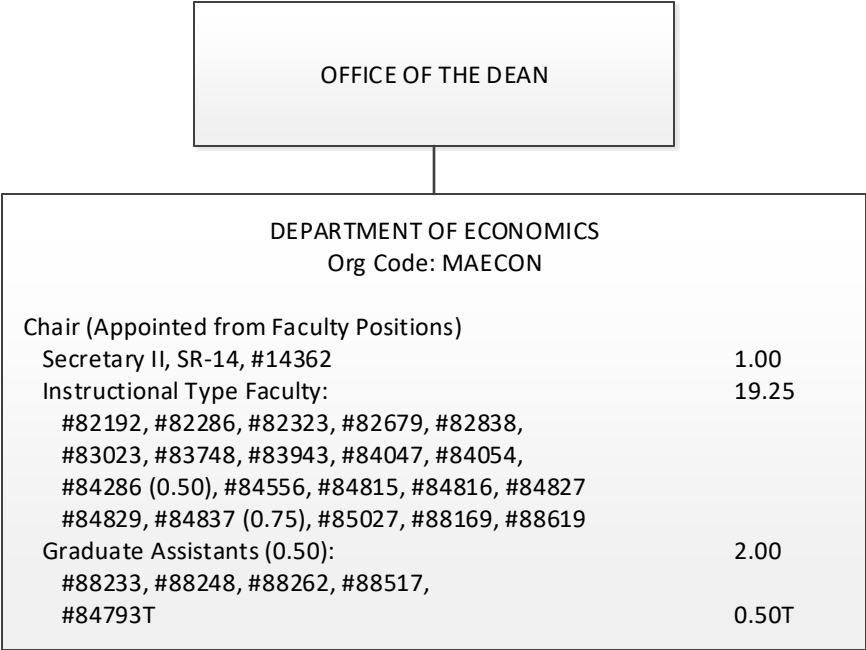 OFFICE OF THE DEAN
DEPARTMENT OF ECONOMICS
Org Code: MAECON
Chair (Appointed from Faculty Positions)
Secretary II, SR-14, #14362 1.00
Instructional Type Faculty: 19.25
#82192, #82286, #82323, #82679, #82838,
#83023, #83748, #83943, #84047, #84054,
#84286 (0.50), #84556, #84815, #84816, #84827
#84829, #84837 (0.75), #85027, #88169, #88619
Graduate Assistants (0.50): 2.00
#88233, #88248, #88262, #88517,
#84793T 0.50T